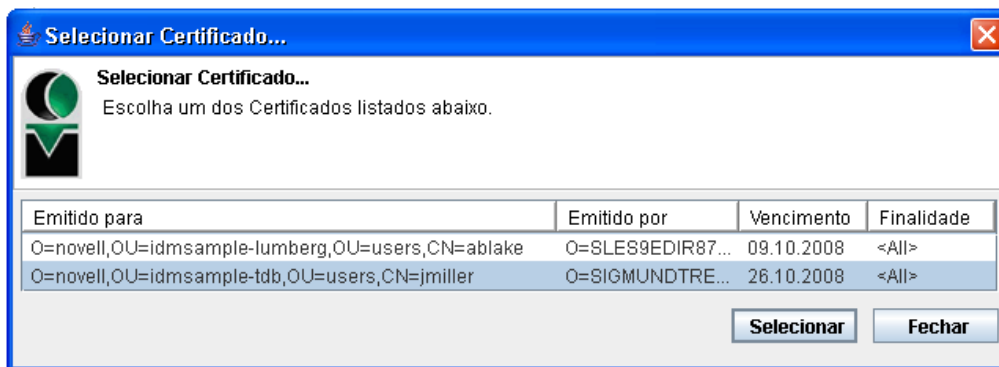 Selecionar Certificado...
Selecionar Certificado...
Escolha um dos Certificados listados abaixo.
Emitido para Emitido por Vencimento Finalidade
O=novell,OU=idmsample-lumberg,OU=users,CN=ablake O=SLES9EDIR87... 09.10.2008 <All>
O=novell,OU=idmsample-tdb,OU=users,CN=jmiller O=SIGMUNDTRE... 26.10.2008 <All>
Selecionar Fechar